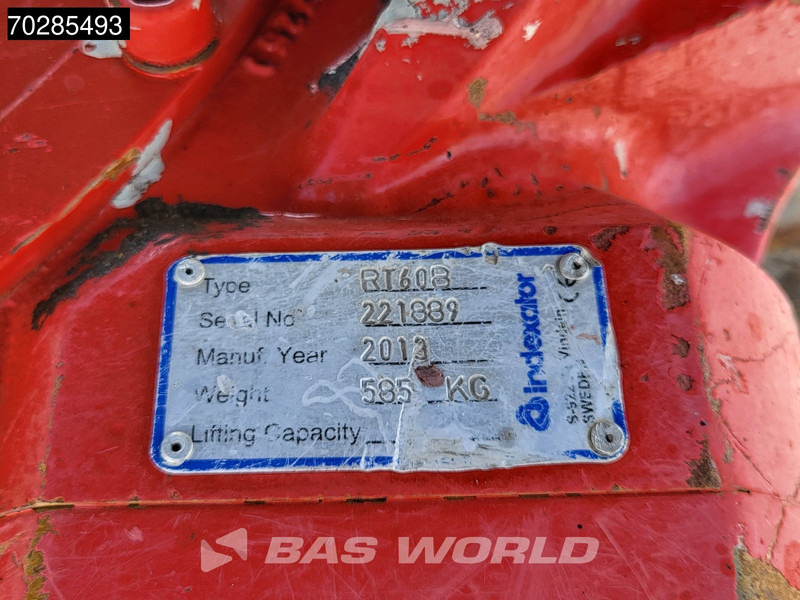 70285493
Type RT60B
Serial No 221889
Manuf. Year 2013
Weight 585 KG
Lifting Capacity
indexator
Vindeln CE
SWEDEN
BAS WORLD